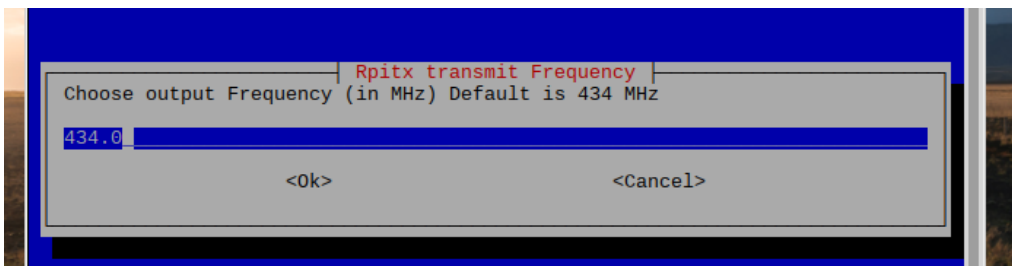 Rpitx transmit Frequency
Choose output Frequency (in MHz) Default is 434 MHz
434.0
<Ok> <Cancel>